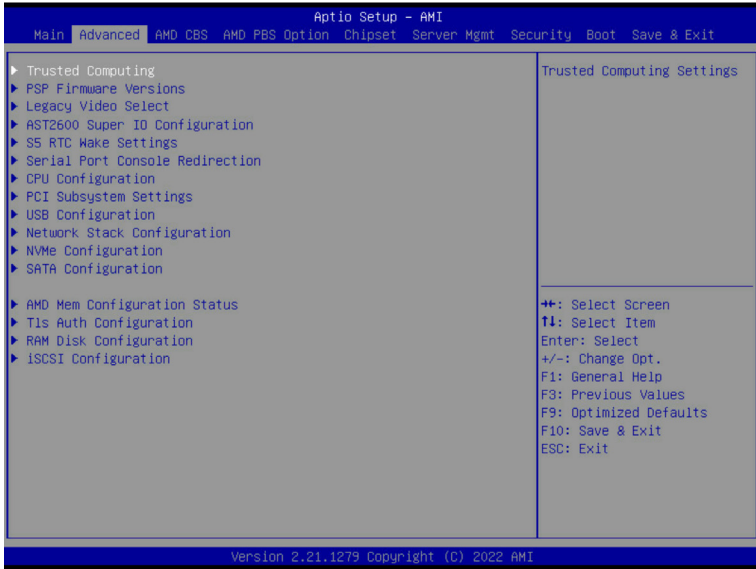 Aptio Setup – AMI
Main Advanced AMD CBS AMD PBS Option Chipset Server Mgmt Security Boot Save & Exit
Trusted Computing
PSP Firmware Versions
Legacy Video Select
AST2600 Super IO Configuration
S5 RTC Wake Settings
Serial Port Console Redirection
CPU Configuration
PCI Subsystem Settings
USB Configuration
Network Stack Configuration
NVMe Configuration
SATA Configuration
AMD Mem Configuration Status
Tls Auth Configuration
RAM Disk Configuration
iSCSI Configuration
Trusted Computing Settings
→←: Select Screen
↑↓: Select Item
Enter: Select
+/-: Change Opt.
F1: General Help
F3: Previous Values
F9: Optimized Defaults
F10: Save & Exit
ESC: Exit
Version 2.21.1279 Copyright (C) 2022 AMI